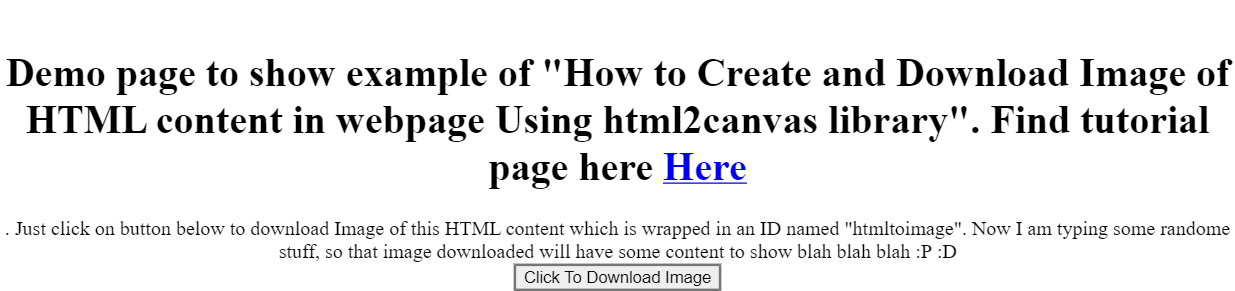 Demo page to show example of "How to Create and Download Image of
HTML content in webpage Using html2canvas library". Find tutorial
page here Here
. Just click on button below to download Image of this HTML content which is wrapped in an ID named "htmltoimage". Now I am typing some randome
stuff, so that image downloaded will have some content to show blah blah blah :P :D
Click To Download Image